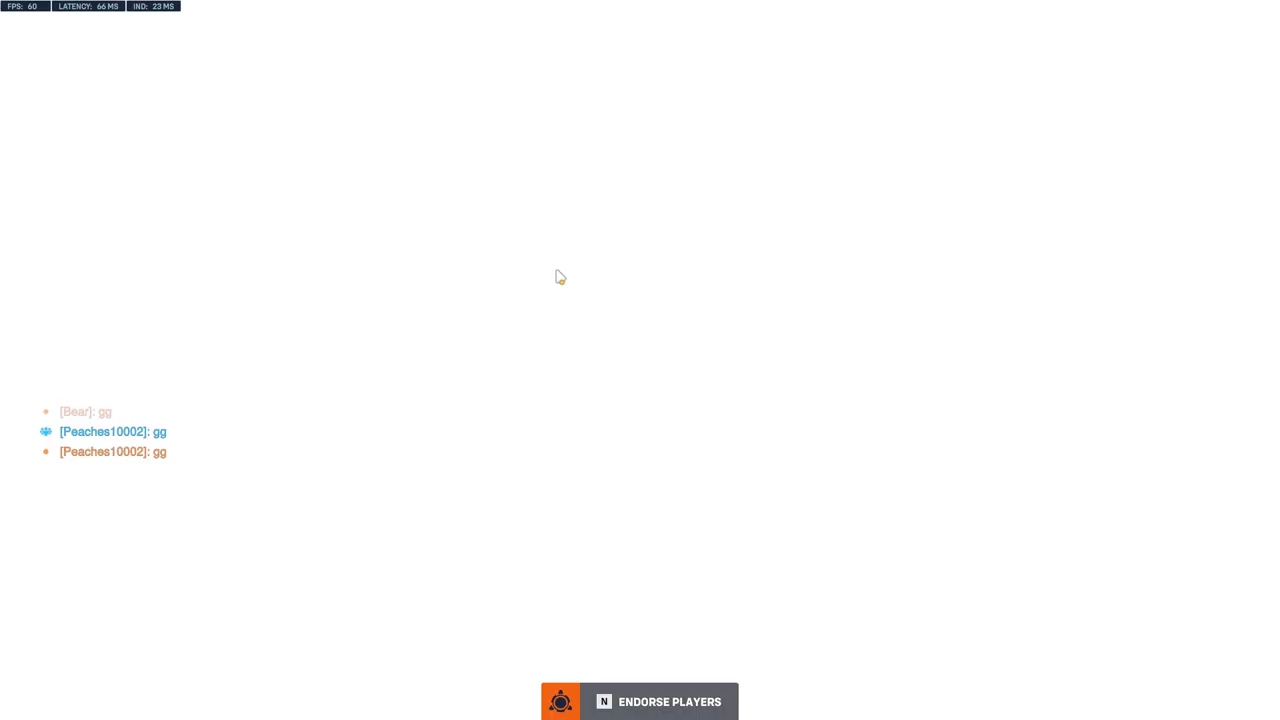 FPS: 60 LATENCY: 66 MS IND: 23 MS
[Bear]: gg
[Peaches10002]: gg
[Peaches10002]: gg
N ENDORSE PLAYERS